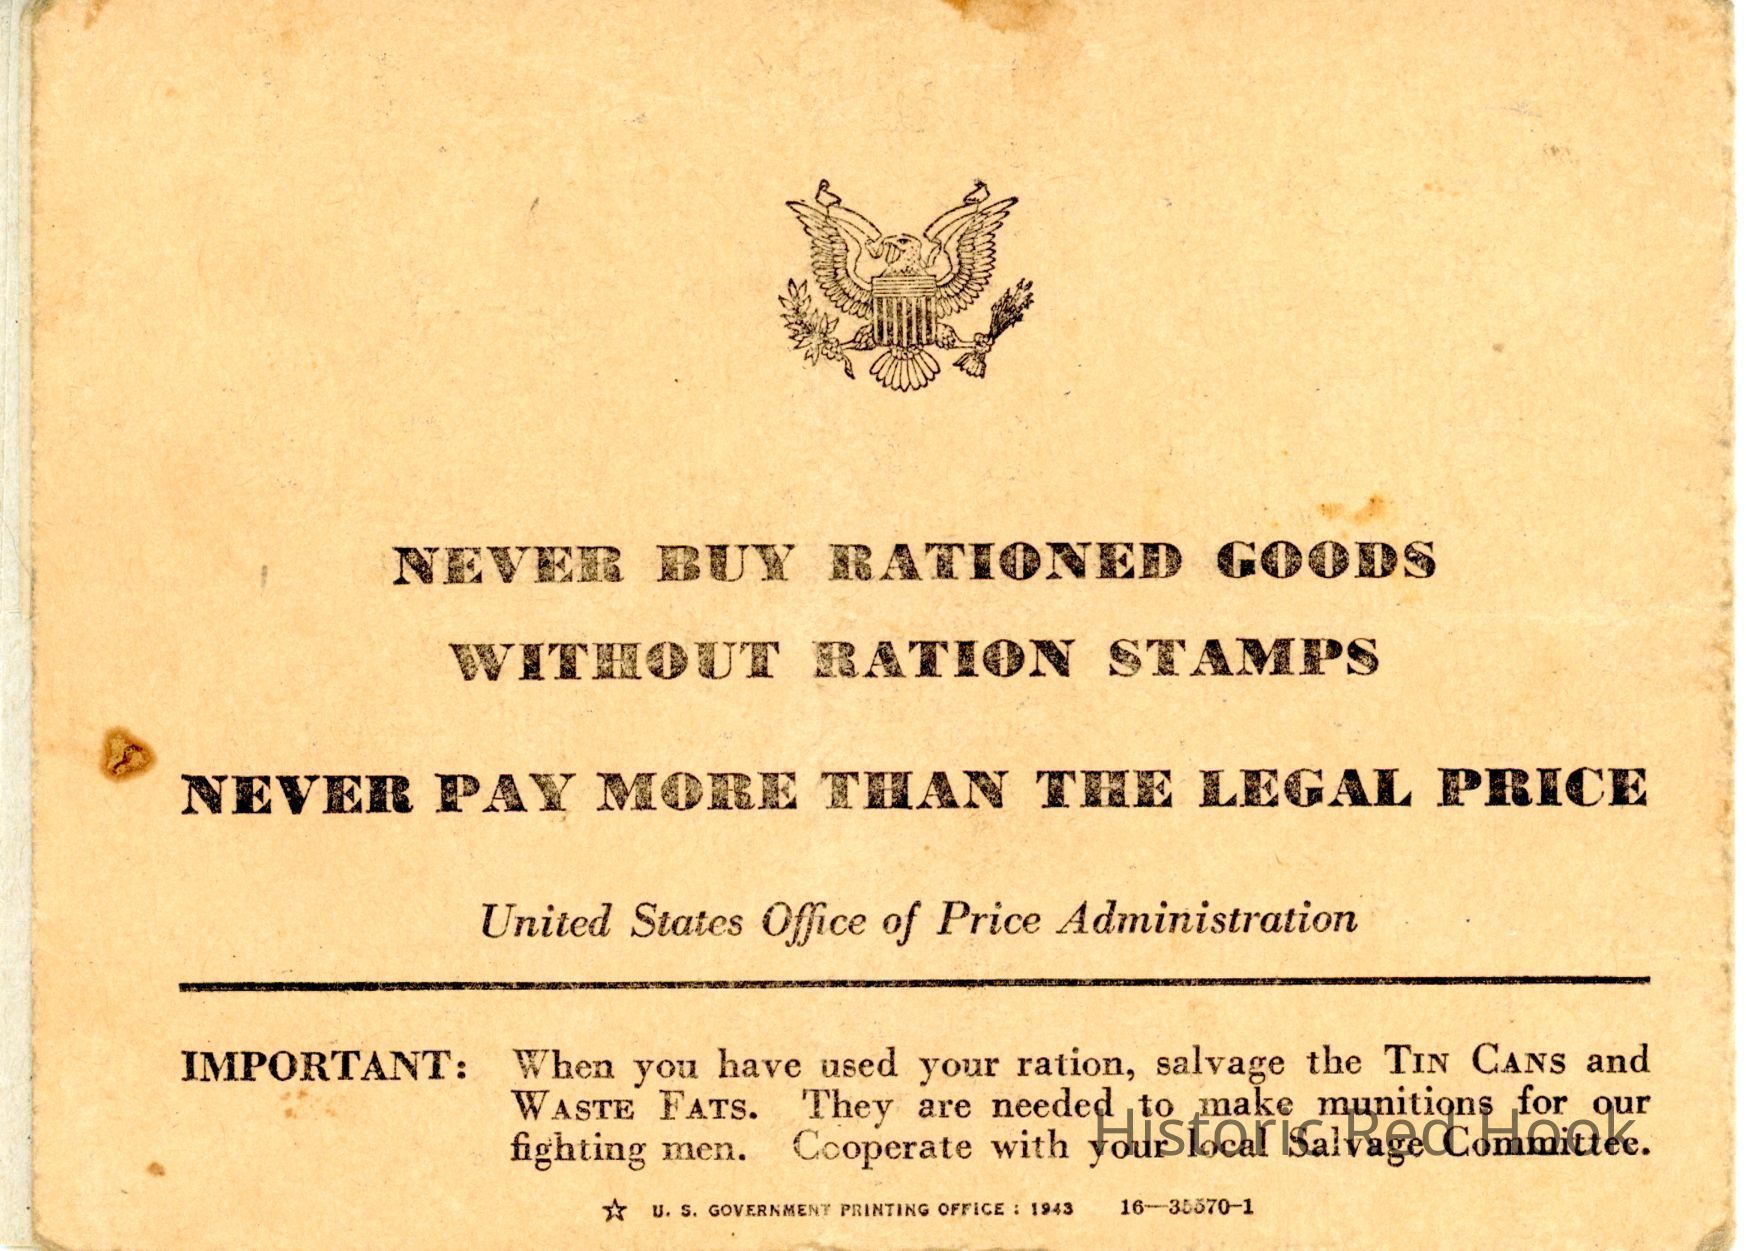 NEVER BUY RATIONED GOODS
WITHOUT RATION STAMPS
NEVER PAY MORE THAN THE LEGAL PRICE
United States Office of Price Administration
IMPORTANT: When you have used your ration, salvage the TIN CANS and
WASTE FATS. They are needed to make munitions for our
fighting men. Cooperate with your local Salvage Committee.
Historic Red Hook
☆ U. S. GOVERNMENT PRINTING OFFICE : 1943 16—35570-1